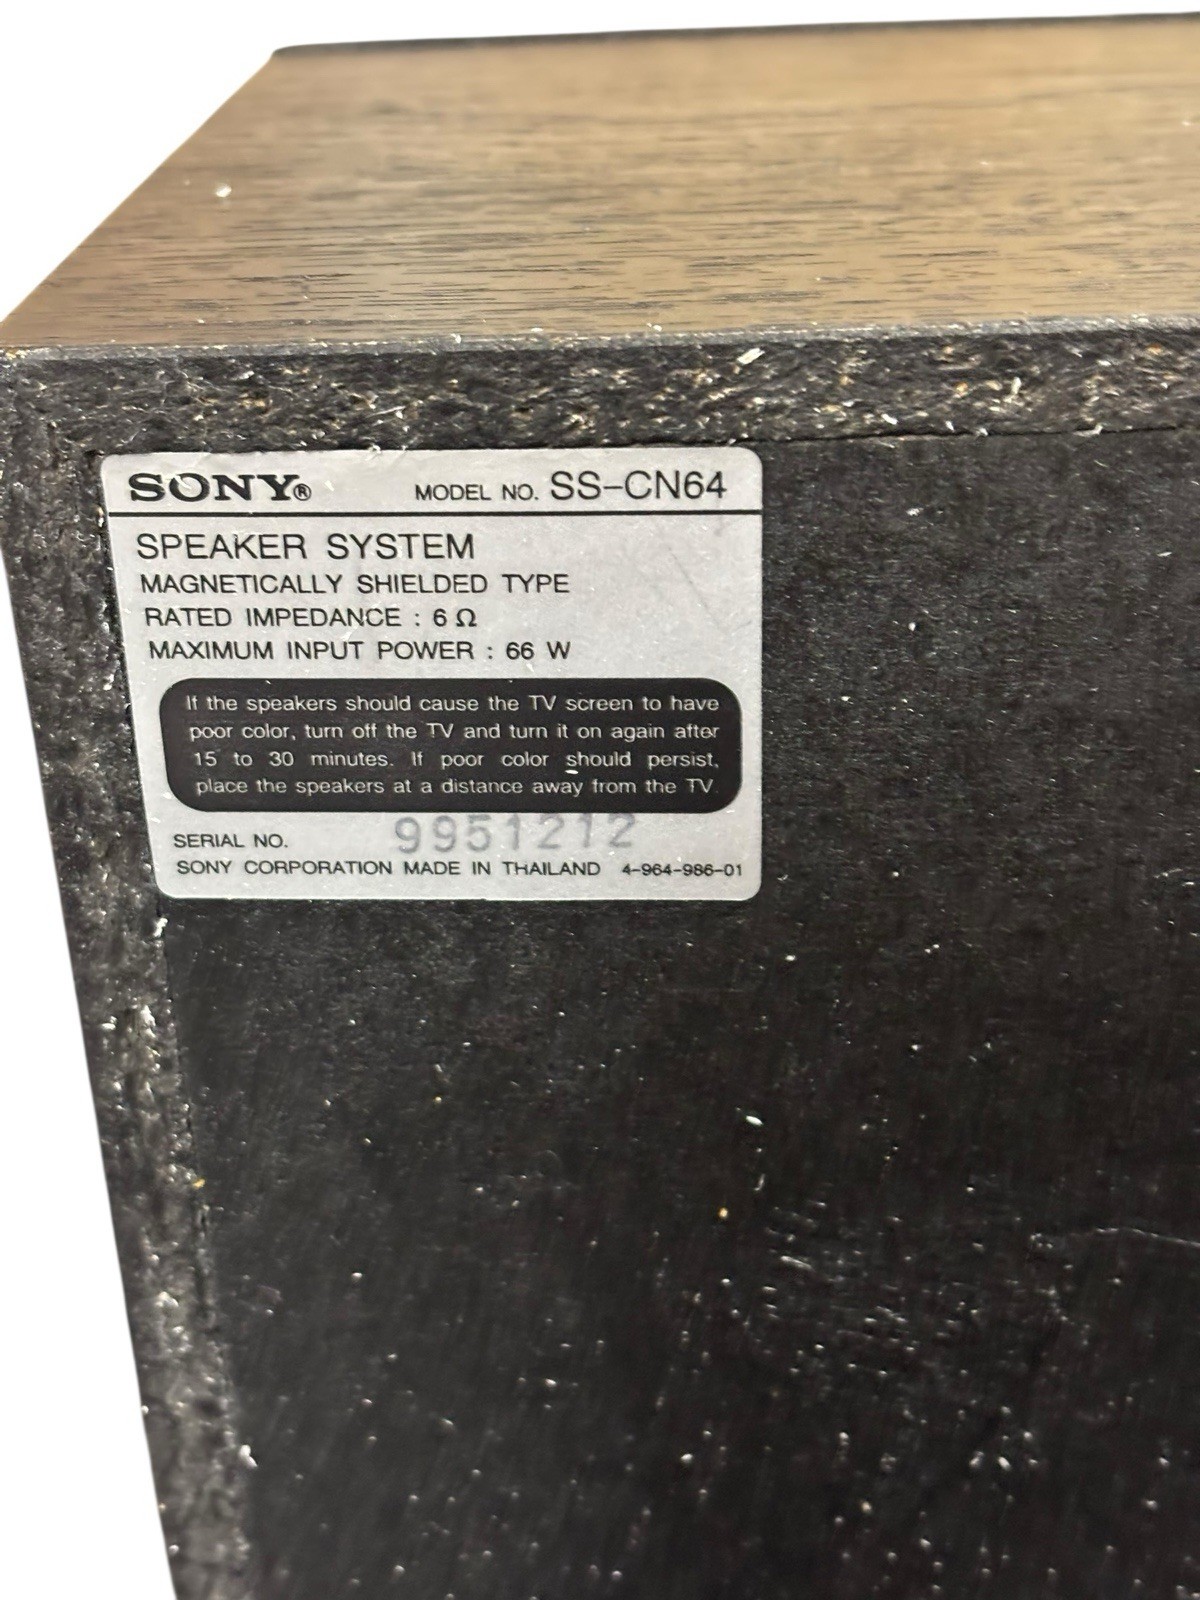 SONY® MODEL NO. SS-CN64
SPEAKER SYSTEM
MAGNETICALLY SHIELDED TYPE
RATED IMPEDANCE : 6 Ω
MAXIMUM INPUT POWER : 66 W
If the speakers should cause the TV screen to have
poor color, turn off the TV and turn it on again after
15 to 30 minutes. If poor color should persist,
place the speakers at a distance away from the TV.
SERIAL NO. 9951212
SONY CORPORATION MADE IN THAILAND 4-964-986-01